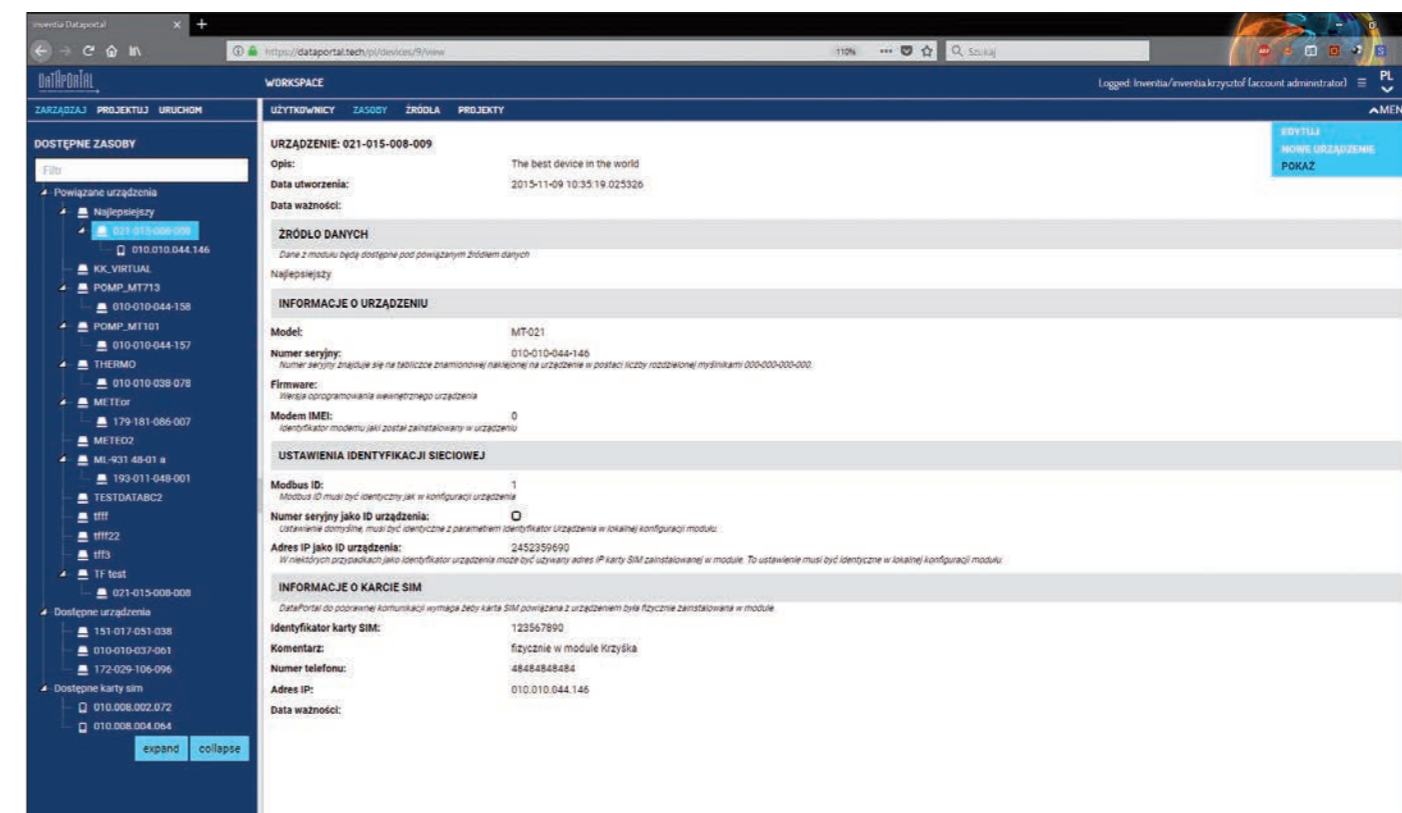 inventia Dataportal
https://dataportal.tech/pl/devices/9/view
110%
Szukaj
DATAPORTAL
WORKSPACE
Logged: Inventia/inventia.krzysztof (account administrator)
PL
ZARZĄDZAJ PROJEKTUJ URUCHOM
UŻYTKOWNICY ZASOBY ŹRÓDŁA PROJEKTY
MEN
EDYTUJ
NOWE URZĄDZENIE
POKAŻ
DOSTĘPNE ZASOBY
Filtr
Powiązane urządzenia
Najlepsiejszy
021-015-008-009
010.010.044.146
KK_VIRTUAL
POMP_MT713
010-010-044-158
POMP_MT101
010-010-044-157
THERMO
010-010-038-078
METEor
179-181-086-007
METEO2
ML-931 48-01 a
193-011-048-001
TESTDATABC2
tfff
tfff22
tff3
TF test
021-015-008-008
Dostępne urządzenia
151-017-051-038
010-010-037-061
172-029-106-096
Dostępne karty sim
010.008.002.072
010.008.004.064
expand collapse
URZĄDZENIE: 021-015-008-009
Opis: The best device in the world
Data utworzenia: 2015-11-09 10:35:19.025326
Data ważności:
ŹRÓDŁO DANYCH
Dane z modułu będą dostępne pod powiązanym źródłem danych
Najlepsiejszy
INFORMACJE O URZĄDZENIU
Model: MT-021
Numer seryjny: 010-010-044-146
Numer seryjny znajduje się na tabliczce znamionowej naklejonej na urządzenie w postaci liczby rozdzielonej myślnikami 000-000-000-000.
Firmware:
Wersja oprogramowania wewnętrznego urządzenia
Modem IMEI: 0
Identyfikator modemu jaki został zainstalowany w urządzeniu
USTAWIENIA IDENTYFIKACJI SIECIOWEJ
Modbus ID: 1
Modbus ID musi być identyczny jak w konfiguracji urządzenia
Numer seryjny jako ID urządzenia:
Ustawienie domyślne, musi być identyczne z parametrem Identyfikator Urządzenia w lokalnej konfiguracji modułu.
Adres IP jako ID urządzenia: 2452359690
W niektórych przypadkach jako identyfikator urządzenia może być używany adres IP karty SIM zainstalowanej w module. To ustawienie musi być identyczne w lokalnej konfiguracji modułu
INFORMACJE O KARCIE SIM
DataPortal do poprawnej komunikacji wymaga żeby karta SIM powiązana z urządzeniem była fizycznie zainstalowana w module.
Identyfikator karty SIM: 123567890
Komentarz: fizycznie w module Krzyśka
Numer telefonu: 48484848484
Adres IP: 010.010.044.146
Data ważności: